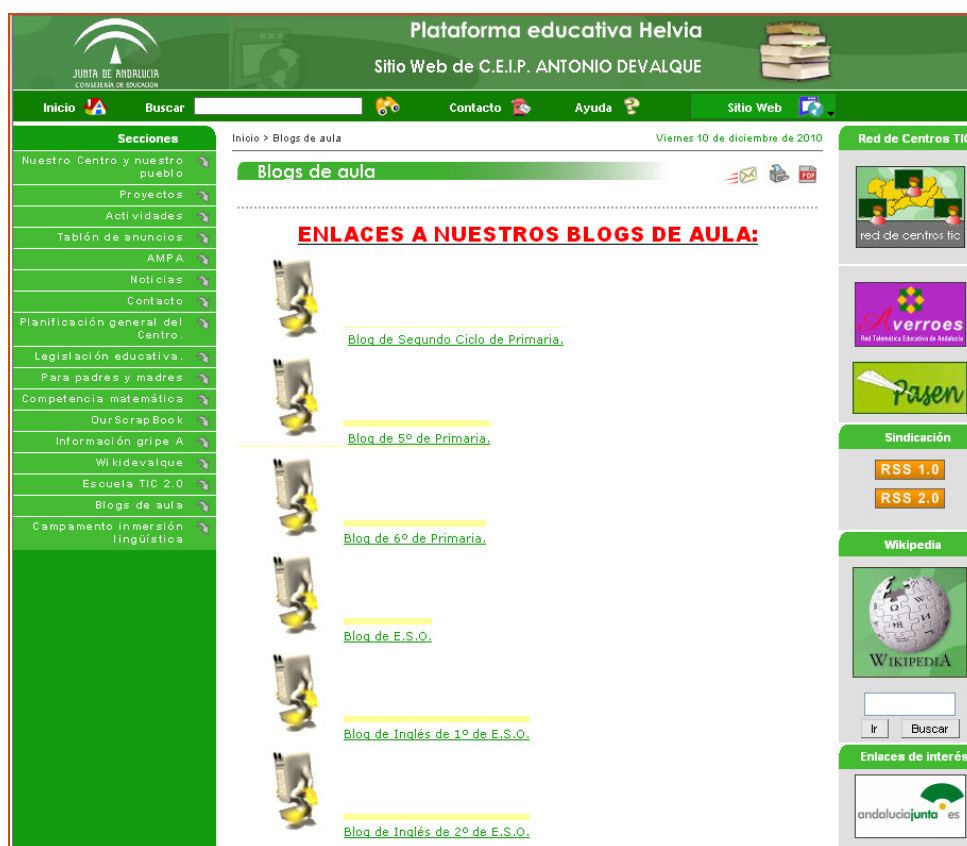 Plataforma educativa Helvia
Sitio Web de C.E.I.P. ANTONIO DEVALQUE
JUNTA DE ANDALUCIA
CONSEJERÍA DE EDUCACIÓN
Inicio
Buscar
Contacto
Ayuda
Sitio Web
Secciones
Nuestro Centro y nuestro
pueblo
Proyectos
Actividades
Tablón de anuncios
AMPA
Noticias
Contacto
Planificación general del
Centro.
Legislación educativa.
Para padres y madres
Competencia matemática
OurScrapBook
Información gripe A
Wikidevalque
Escuela TIC 2.0
Blogs de aula
Campamento inmersión
lingüística
Inicio > Blogs de aula
Viernes 10 de diciembre de 2010
Blogs de aula
PDF
ENLACES A NUESTROS BLOGS DE AULA:
Blog de Segundo Ciclo de Primaria.
Blog de 5º de Primaria.
Blog de 6º de Primaria.
Blog de E.S.O.
Blog de Inglés de 1º de E.S.O.
Blog de Inglés de 2º de E.S.O.
Red de Centros TIC
red de centros tic
Averroes
Red Telemática Educativa de Andalucía
Pasen
Sindicación
RSS 1.0
RSS 2.0
Wikipedia
WIKIPEDIA
Ir
Buscar
Enlaces de interés
andaluciajunta es